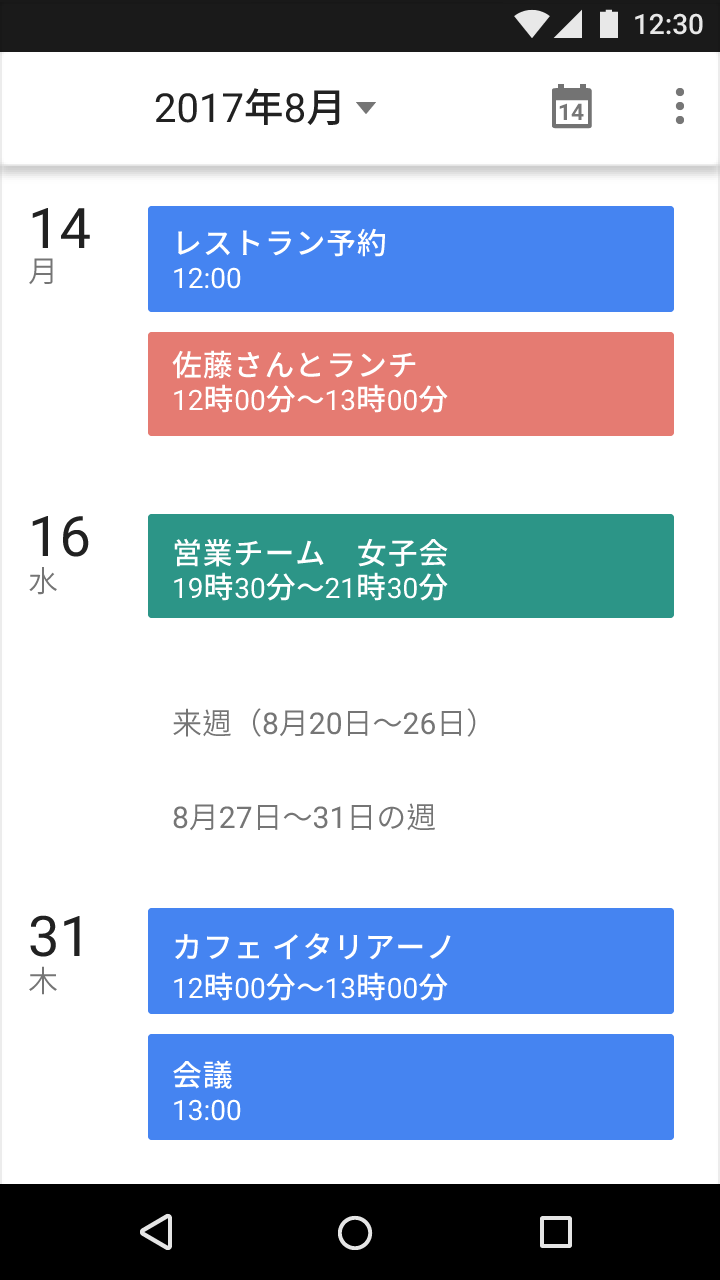 12:30
2017年8月
14
14
月
レストラン予約
12:00
佐藤さんとランチ
12時00分～13時00分
16
水
営業チーム　女子会
19時30分～21時30分
来週（8月20日～26日）
8月27日～31日の週
31
木
カフェ イタリアーノ
12時00分～13時00分
会議
13:00